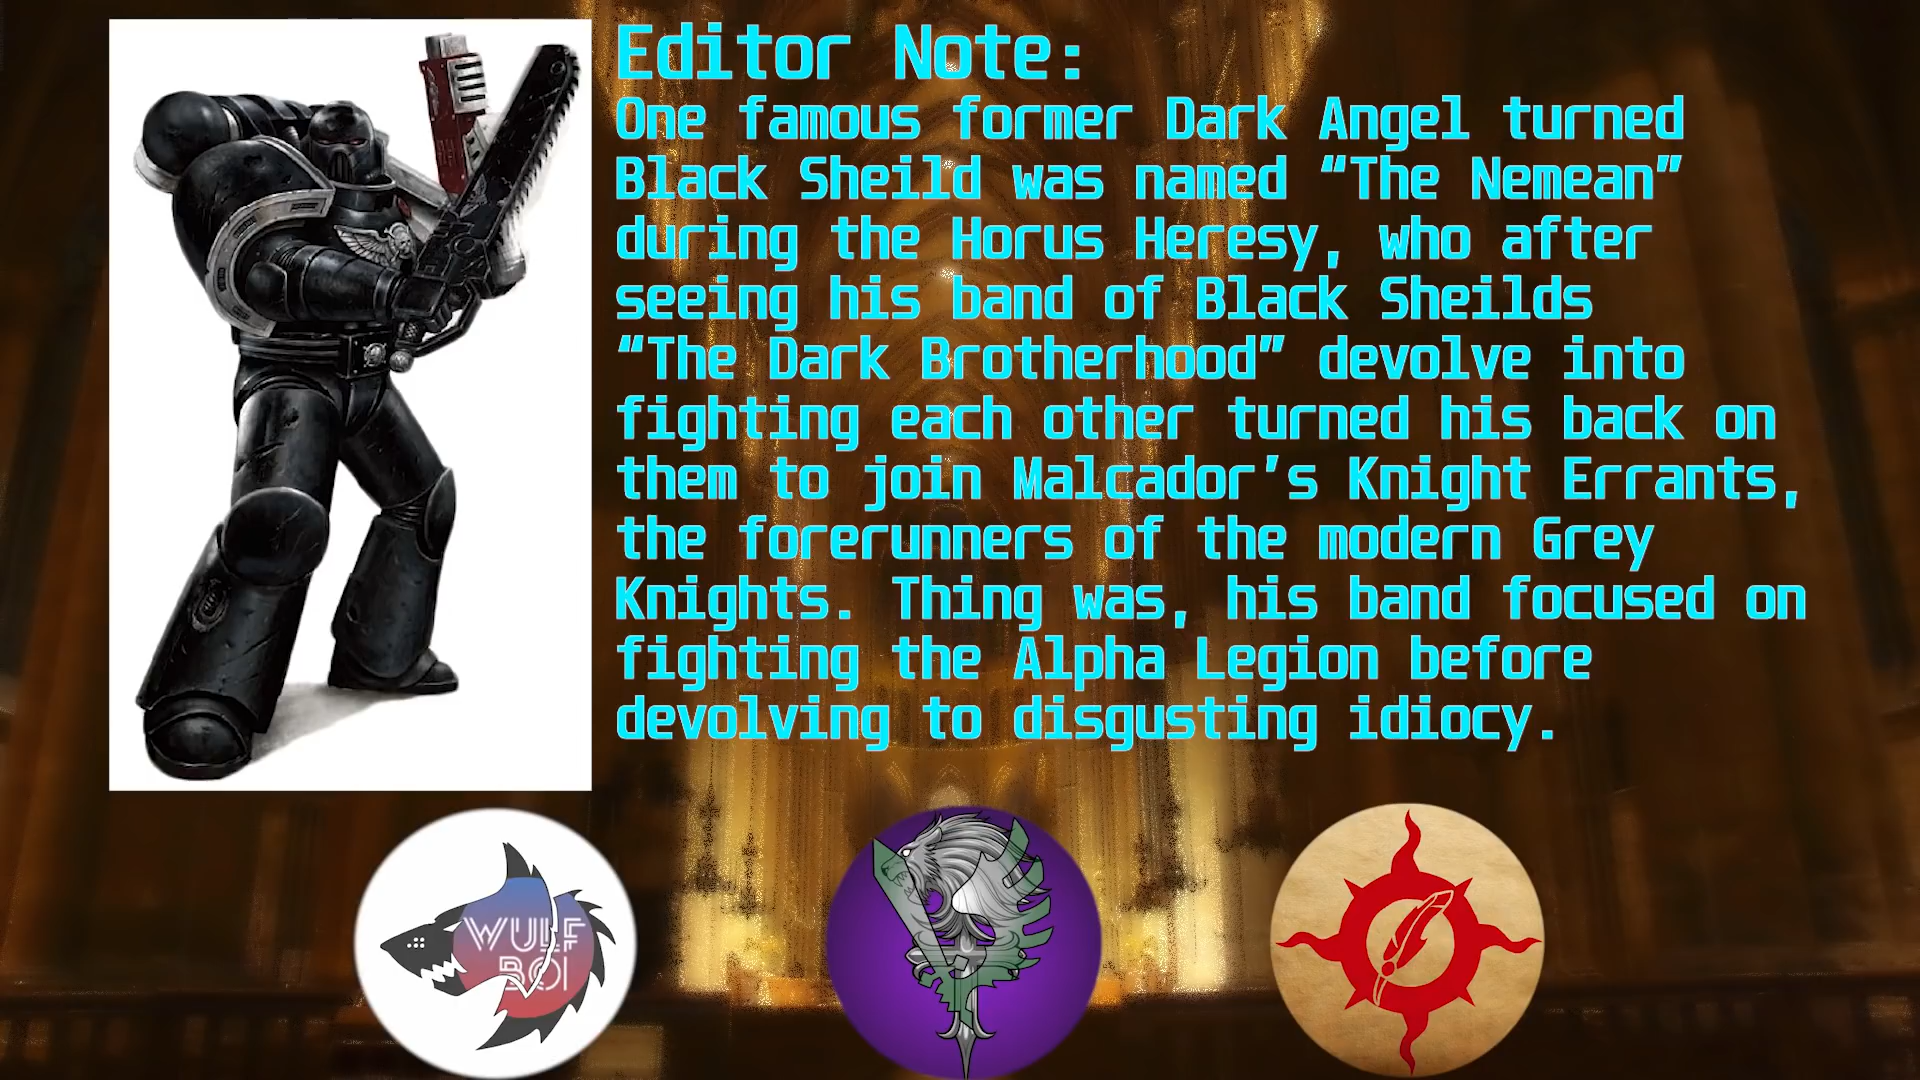 Editor Note:
One famous former Dark Angel turned
Black Sheild was named “The Nemean”
during the Horus Heresy, who after
seeing his band of Black Sheilds
“The Dark Brotherhood” devolve into
fighting each other turned his back on
them to join Malcador’s Knight Errants,
the forerunners of the modern Grey
Knights. Thing was, his band focused on
fighting the Alpha Legion before
devolving to disgusting idiocy.
WULF
BOI